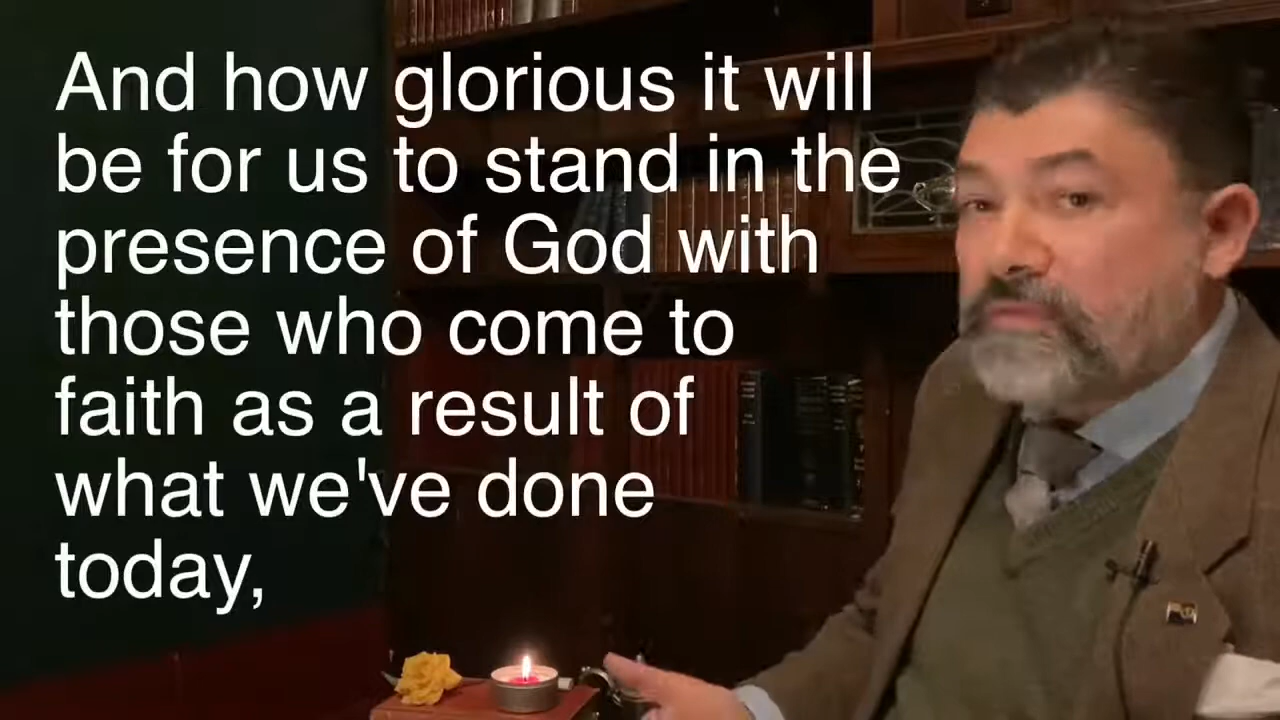 And how glorious it will
be for us to stand in the
presence of God with
those who come to
faith as a result of
what we've done
today,